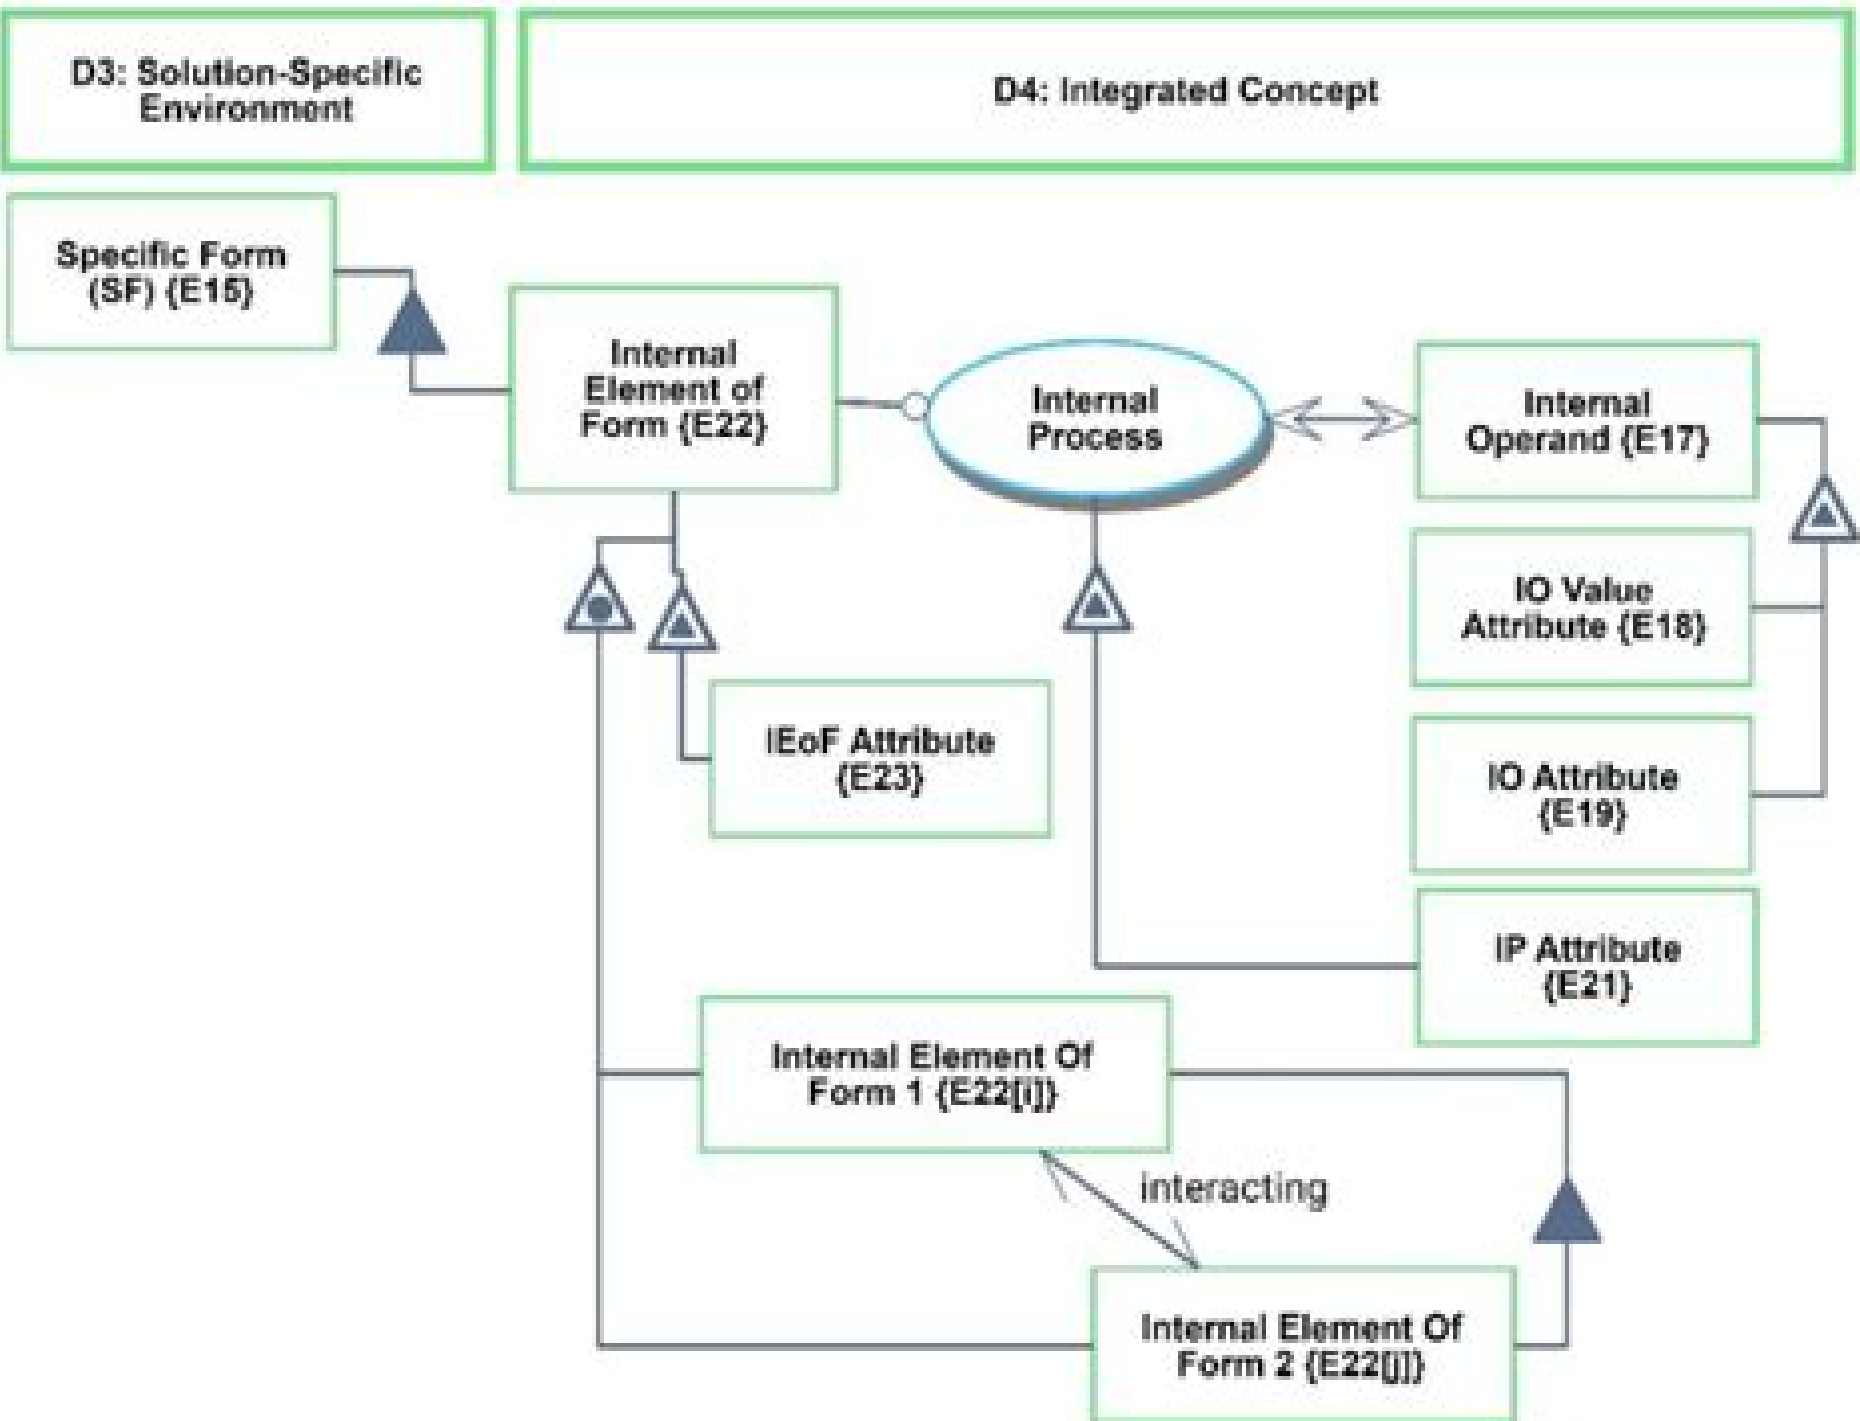 D3: Solution-Specific
Environment
D4: Integrated Concept
Specific Form
(SF) {E15}
Internal
Element of
Form {E22}
Internal
Process
Internal
Operand {E17}
IO Value
Attribute {E18}
IEoF Attribute
{E23}
IO Attribute
{E19}
IP Attribute
{E21}
Internal Element Of
Form 1 {E22[i]}
interacting
Internal Element Of
Form 2 {E22[j]}